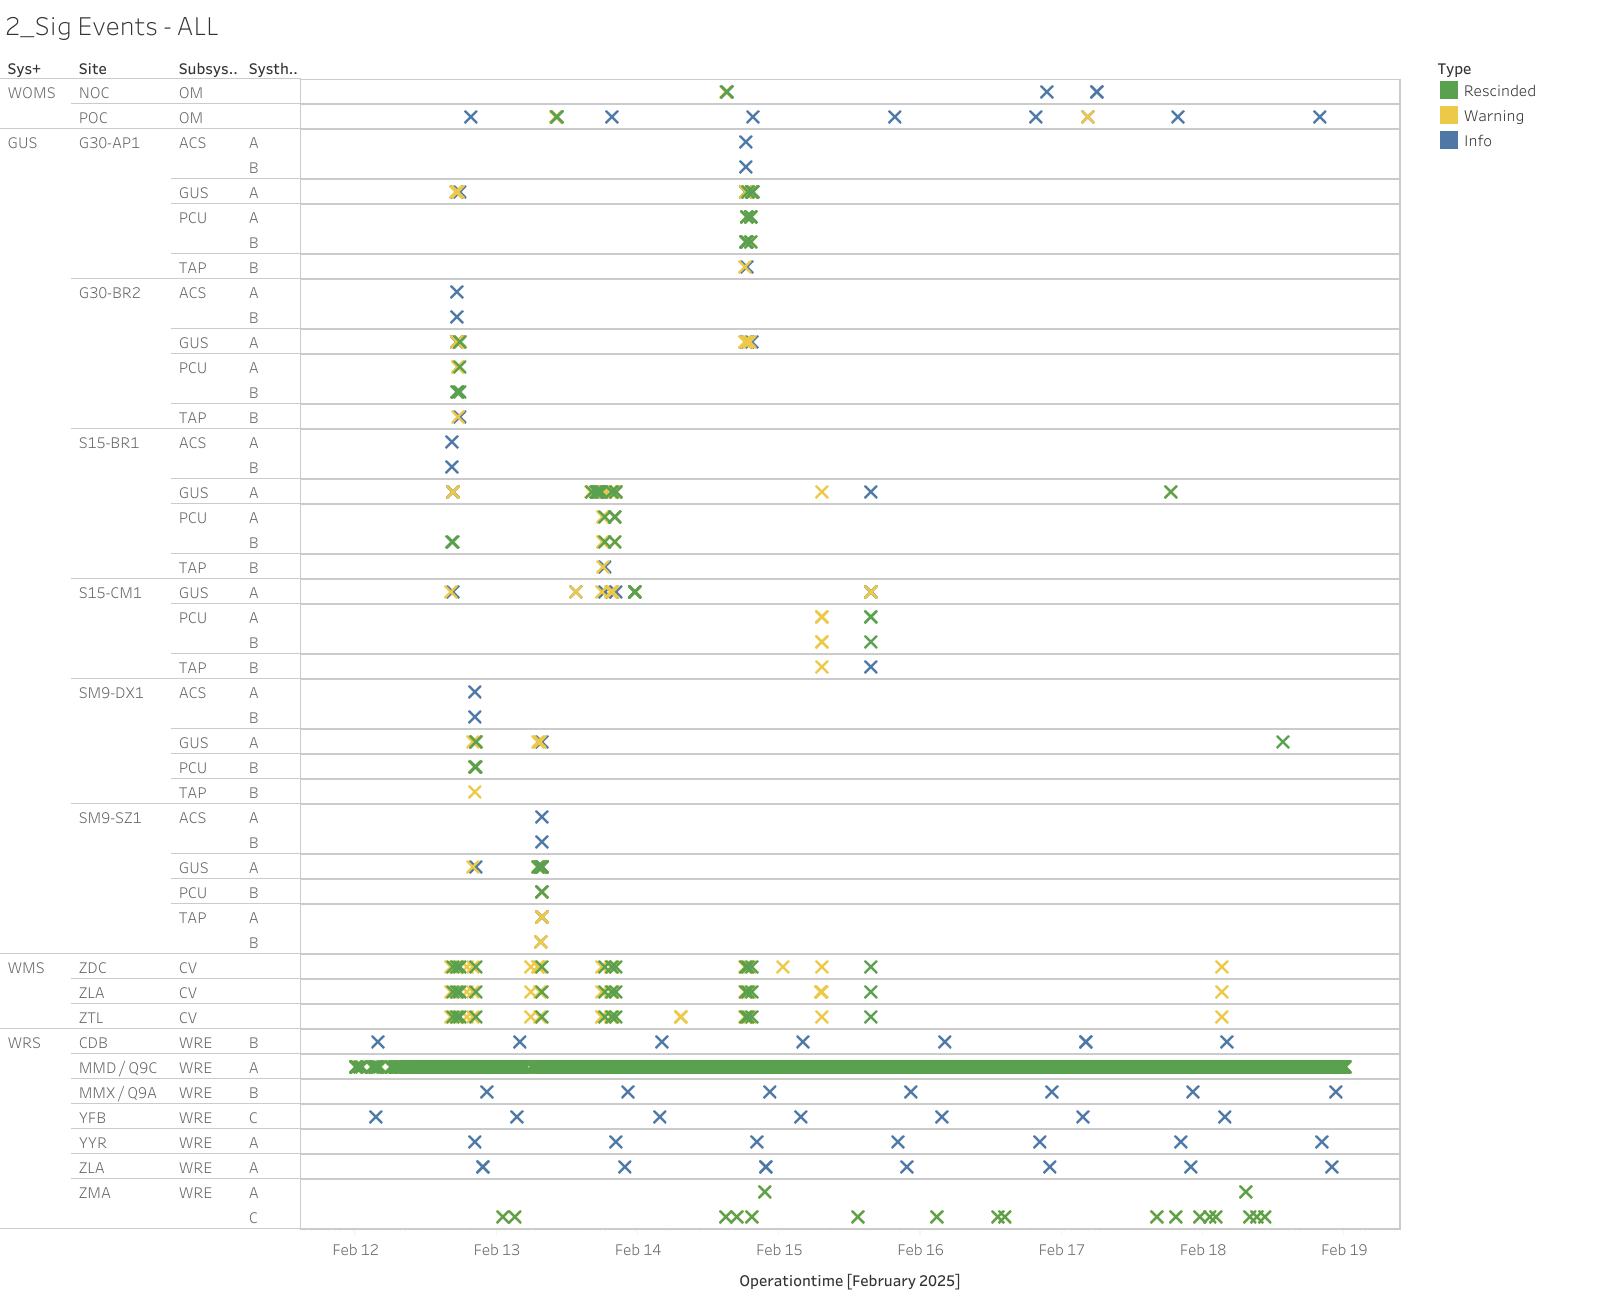 2_Sig Events - ALL
Sys+ Site Subsys.. Systh.. Type
WOMS NOC OM Rescinded
POC OM Warning
GUS G30-AP1 ACS A Info
B
GUS A
PCU A
B
TAP B
G30-BR2 ACS A
B
GUS A
PCU A
B
TAP B
S15-BR1 ACS A
B
GUS A
PCU A
B
TAP B
S15-CM1 GUS A
PCU A
B
TAP B
SM9-DX1 ACS A
B
GUS A
PCU B
TAP B
SM9-SZ1 ACS A
B
GUS A
PCU B
TAP A
B
WMS ZDC CV
ZLA CV
ZTL CV
WRS CDB WRE B
MMD / Q9C WRE A
MMX / Q9A WRE B
YFB WRE C
YYR WRE A
ZLA WRE A
ZMA WRE A
C
Feb 12 Feb 13 Feb 14 Feb 15 Feb 16 Feb 17 Feb 18 Feb 19
Operationtime [February 2025]